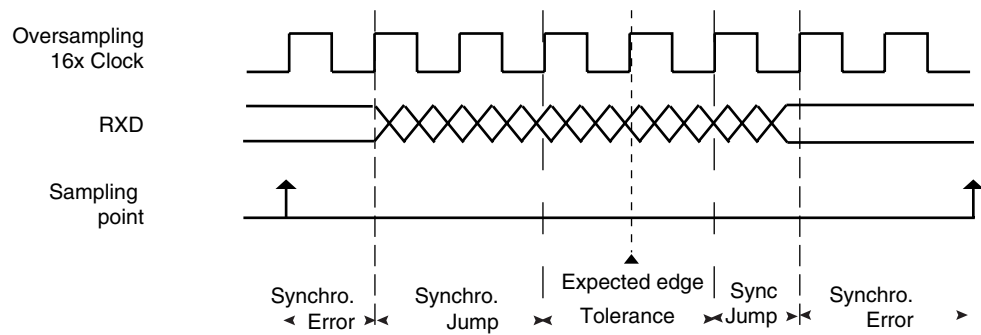 Oversampling
16x Clock
RXD
Sampling
point
Expected edge
Synchro.
Error
Synchro.
Jump
Tolerance
Sync
Jump
Synchro.
Error